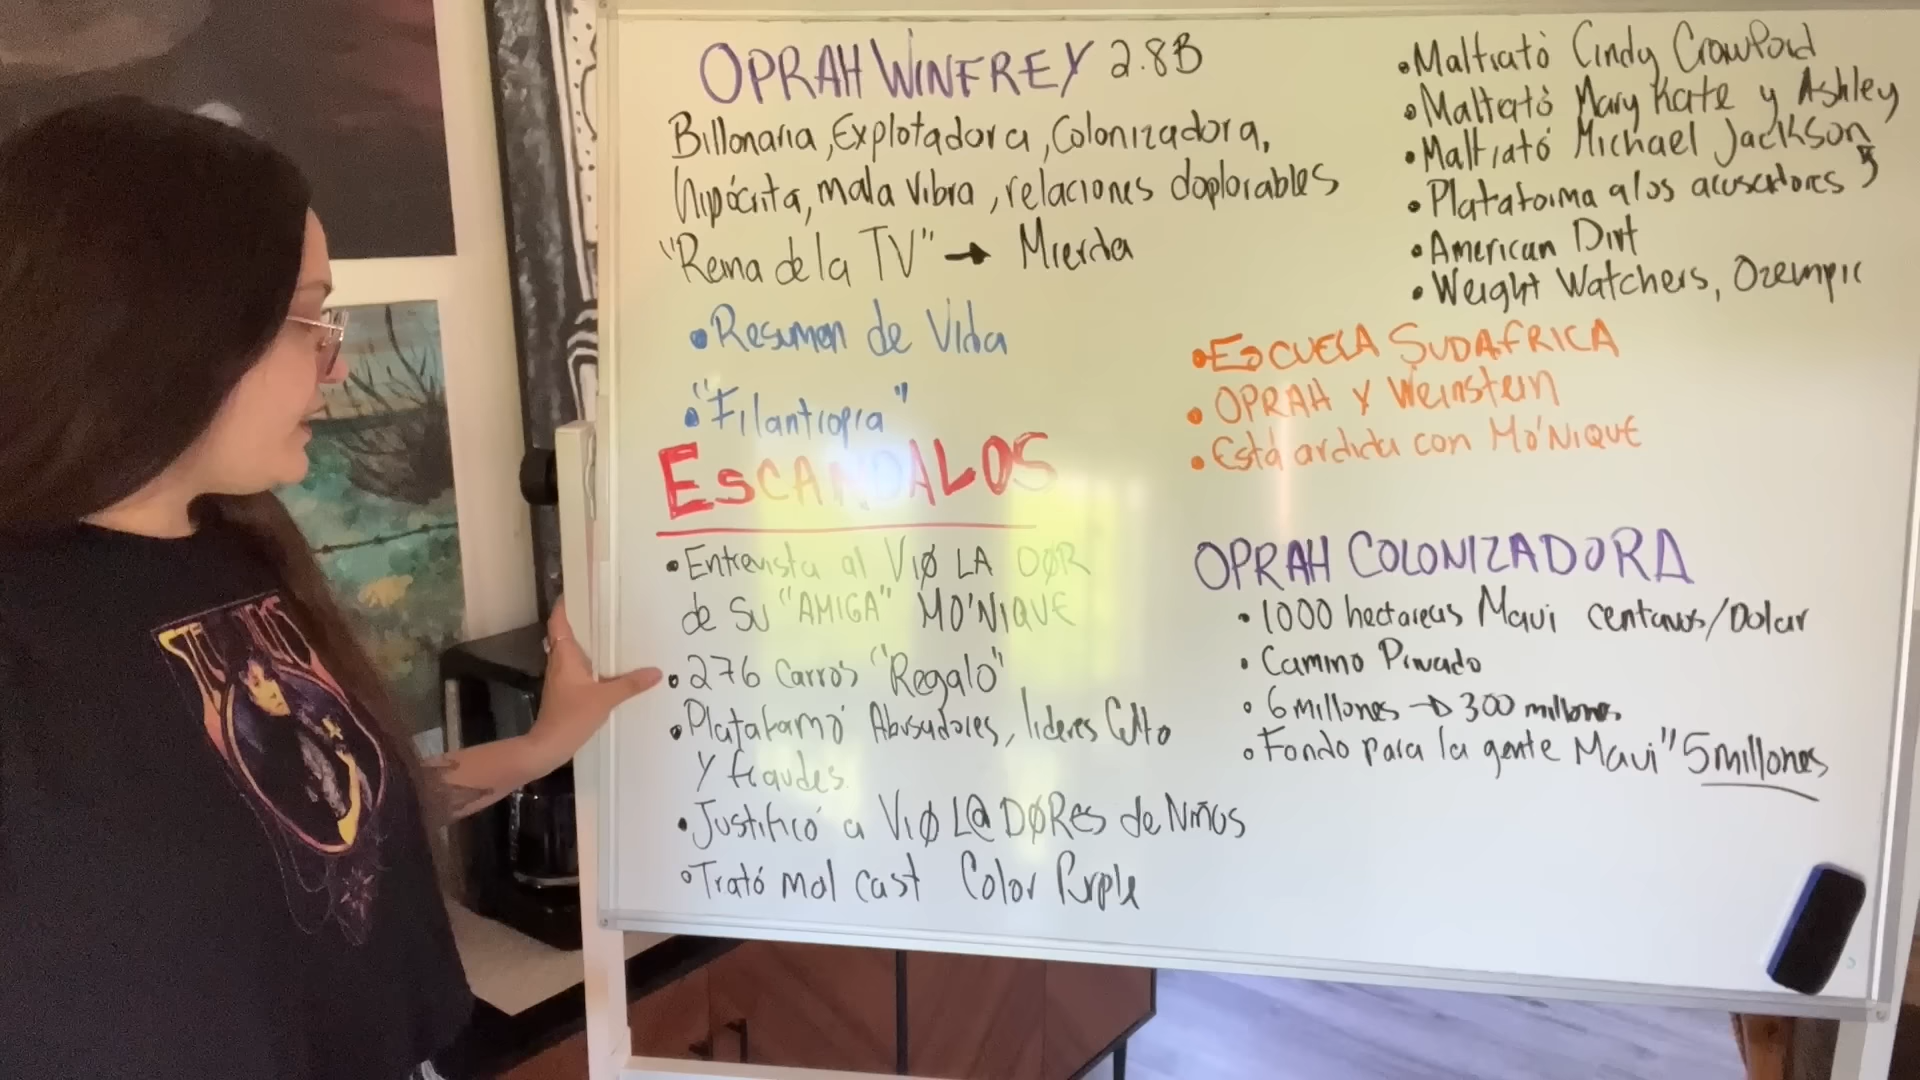 OPRAH WINFREY 2.8B
Billonaria, Explotadora, Colonizadora,
hipócrita, mala vibra, relaciones deplorables
"Reina de la TV" → Mierda
• Resumen de Vida
• "Filantropia"
ESCANDALOS
• Entrevista al VIØ LA DØR
de su "AMIGA" MO'NIQUE
• 276 Carros "Regalo"
• Plataformó Abusadores, lideres Culto
y fraudes
• Justificó a VIØ L@ DØRes de Niños
• Trató mal cast Color Purple
• Maltrató Cindy Crawford
• Maltrató Mary Kate y Ashley
• Maltrató Michael Jackson y
• Plataforma a los acusadores
• American Dirt
• Weight Watchers, Ozempic
• ESCUELA SUDAFRICA
• OPRAH Y Weinstein
• Está ardida con MO'NIQUE
OPRAH COLONIZADORA
• 1000 hectareas Maui centavos/Dolar
• Camino Privado
• 6 millones → 300 millones
• Fondo para la gente Maui" 5 millones